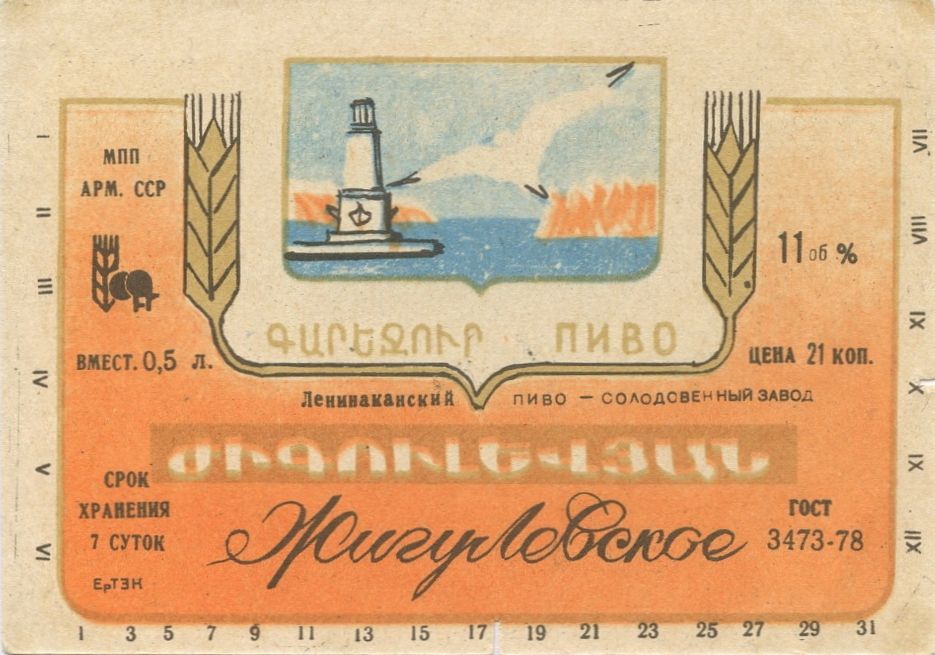 МПП
АРМ. ССР
11 об %
ԳԱՐԵՋՈՒՐ ПИВО
ВМЕСТ. 0,5 л.
ЦЕНА 21 КОП.
Ленинаканский ПИВО – СОЛОДОВЕННЫЙ ЗАВОД
ԺԻԳՈՒԼԵՎՅԱՆ
Жигулевское
СРОК
ХРАНЕНИЯ
7 СУТОК
ГОСТ
3473-78
ЕрТЭК
I
II
III
IV
V
VI
VII
VIII
IX
X
XI
XII
1 3 5 7 9 11 13 15 17 19 21 23 25 27 29 31